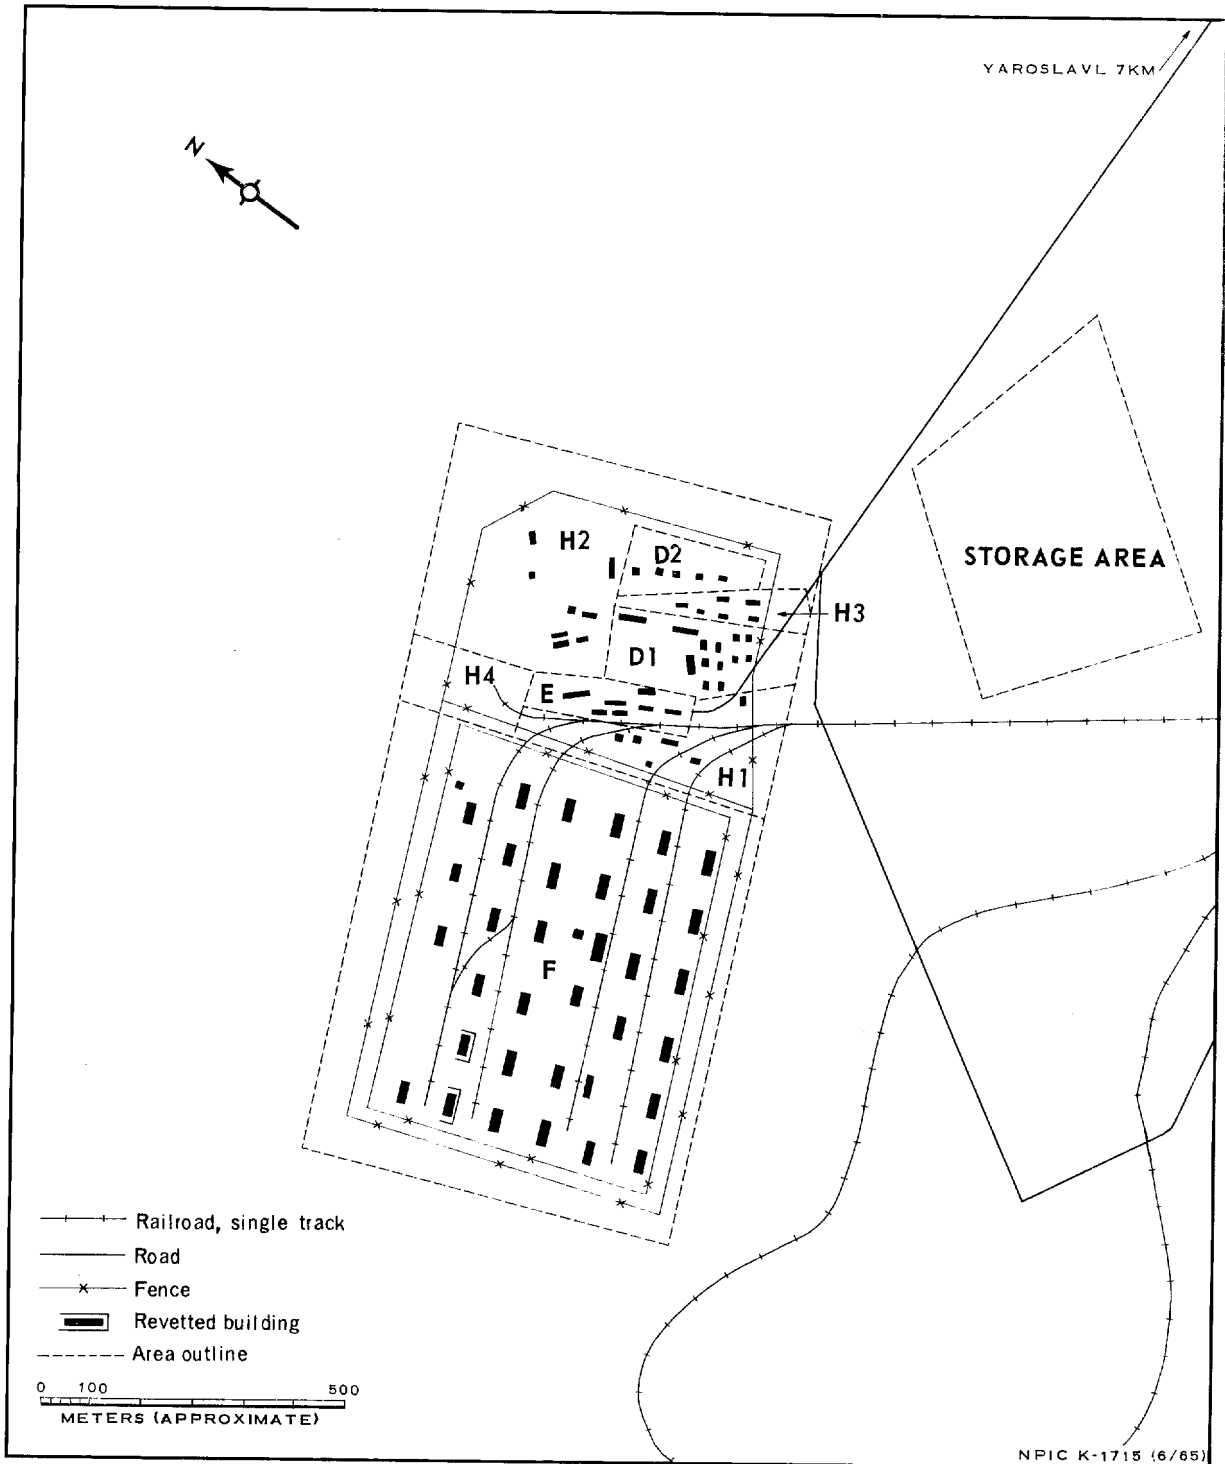 YAROSLAVL 7KM
N
H2
D2
STORAGE AREA
H3
D1
H4
E
H1
F
Railroad, single track
Road
Fence
Revetted building
Area outline
0 100 500
METERS (APPROXIMATE)
NPIC K-1715 (6/65)